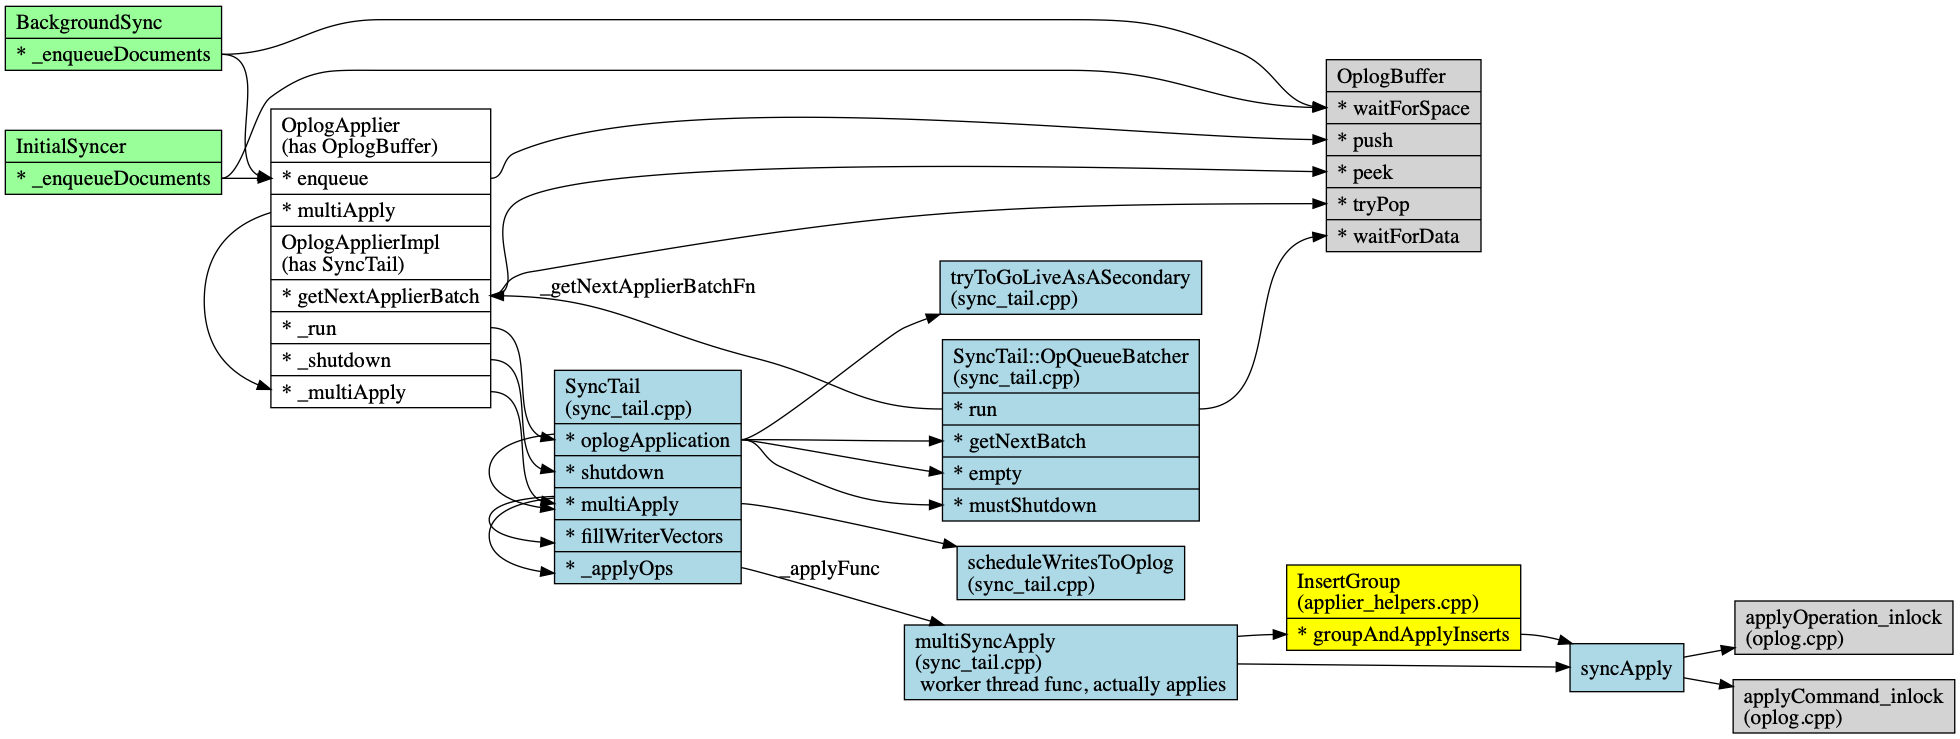 BackgroundSync
* _enqueueDocuments
InitialSyncer
* _enqueueDocuments
OplogApplier
(has OplogBuffer)
* enqueue
* multiApply
OplogApplierImpl
(has SyncTail)
* getNextApplierBatch
* _run
* _shutdown
* _multiApply
_getNextApplierBatchFn
SyncTail
(sync_tail.cpp)
* oplogApplication
* shutdown
* multiApply
* fillWriterVectors
* _applyOps
_applyFunc
tryToGoLiveAsASecondary
(sync_tail.cpp)
SyncTail::OpQueueBatcher
(sync_tail.cpp)
* run
* getNextBatch
* empty
* mustShutdown
scheduleWritesToOplog
(sync_tail.cpp)
multiSyncApply
(sync_tail.cpp)
worker thread func, actually applies
OplogBuffer
* waitForSpace
* push
* peek
* tryPop
* waitForData
InsertGroup
(applier_helpers.cpp)
* groupAndApplyInserts
syncApply
applyOperation_inlock
(oplog.cpp)
applyCommand_inlock
(oplog.cpp)